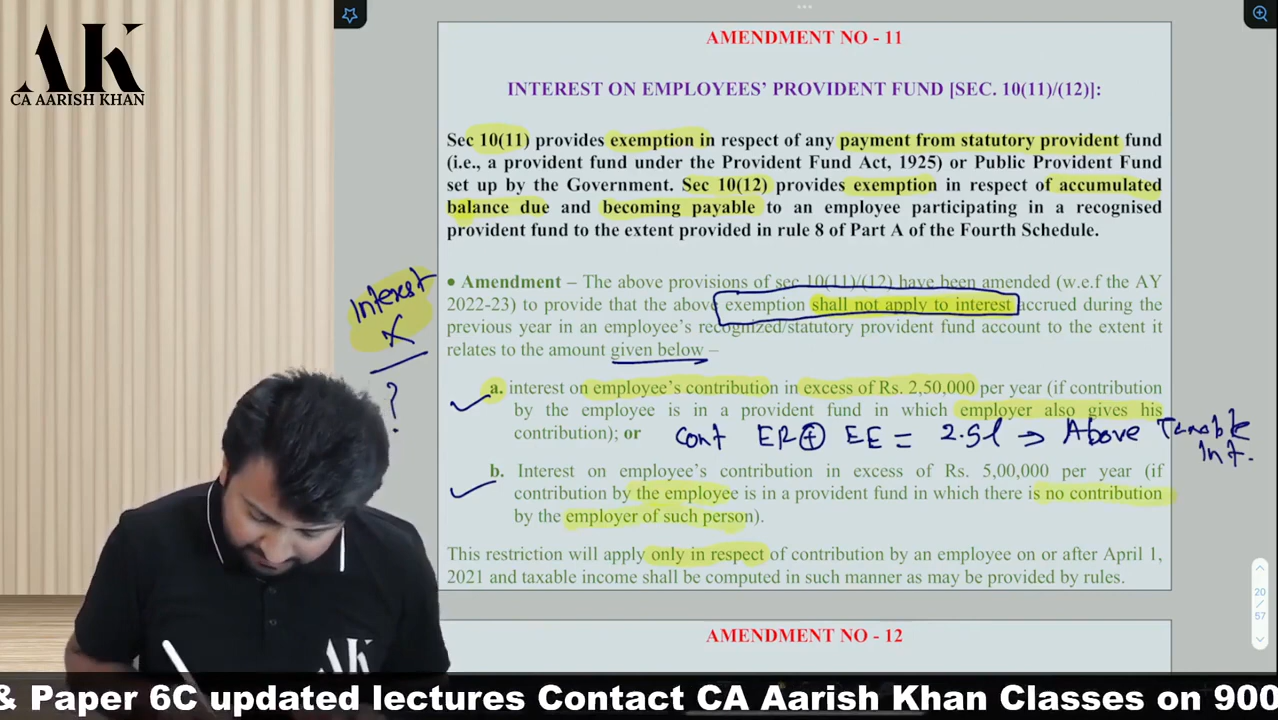 AK
CA AARISH KHAN
AMENDMENT NO - 11
INTEREST ON EMPLOYEES' PROVIDENT FUND [SEC. 10(11)/(12)]:
Sec 10(11) provides exemption in respect of any payment from statutory provident fund
(i.e., a provident fund under the Provident Fund Act, 1925) or Public Provident Fund
set up by the Government. Sec 10(12) provides exemption in respect of accumulated
balance due and becoming payable to an employee participating in a recognised
provident fund to the extent provided in rule 8 of Part A of the Fourth Schedule.
• Amendment – The above provisions of sec 10(11)/(12) have been amended (w.e.f the AY
2022-23) to provide that the above exemption shall not apply to interest accrued during the
previous year in an employee's recognized/statutory provident fund account to the extent it
relates to the amount given below –
Interest
X
?
a. interest on employee's contribution in excess of Rs. 2,50,000 per year (if contribution
by the employee is in a provident fund in which employer also gives his
contribution); or
Cont ER + EE = 2.5l → Above Taxable
Int.
b. Interest on employee's contribution in excess of Rs. 5,00,000 per year (if
contribution by the employee is in a provident fund in which there is no contribution
by the employer of such person).
This restriction will apply only in respect of contribution by an employee on or after April 1,
2021 and taxable income shall be computed in such manner as may be provided by rules.
20
/
57
AMENDMENT NO - 12
AK
& Paper 6C updated lectures Contact CA Aarish Khan Classes on 900